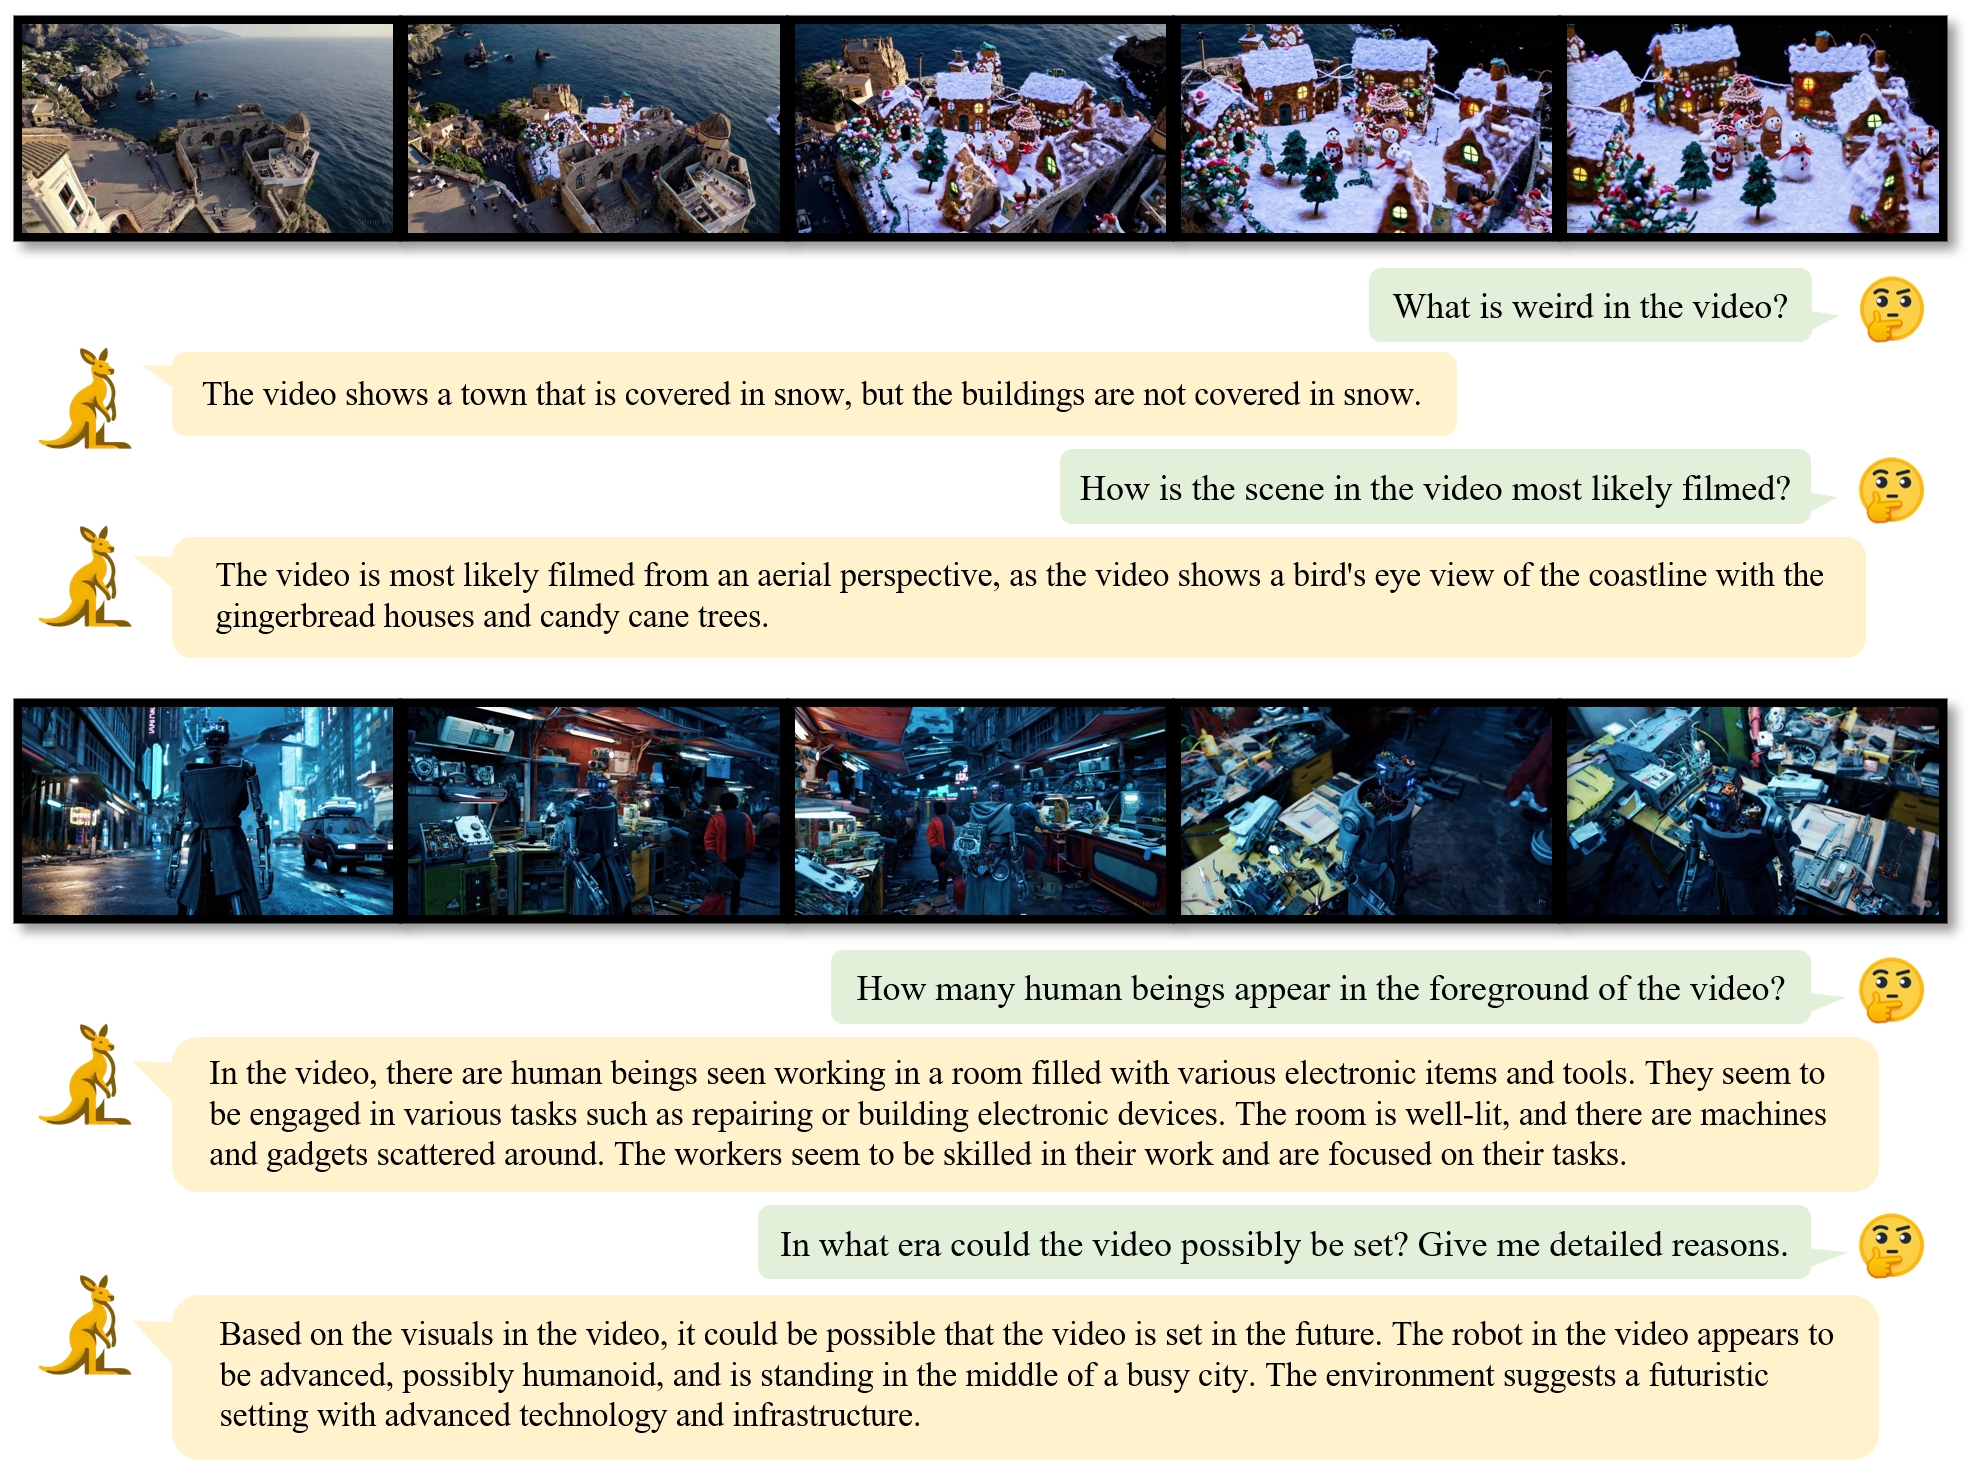 What is weird in the video?
The video shows a town that is covered in snow, but the buildings are not covered in snow.
How is the scene in the video most likely filmed?
The video is most likely filmed from an aerial perspective, as the video shows a bird's eye view of the coastline with the
gingerbread houses and candy cane trees.
How many human beings appear in the foreground of the video?
In the video, there are human beings seen working in a room filled with various electronic items and tools. They seem to
be engaged in various tasks such as repairing or building electronic devices. The room is well-lit, and there are machines
and gadgets scattered around. The workers seem to be skilled in their work and are focused on their tasks.
In what era could the video possibly be set? Give me detailed reasons.
Based on the visuals in the video, it could be possible that the video is set in the future. The robot in the video appears to
be advanced, possibly humanoid, and is standing in the middle of a busy city. The environment suggests a futuristic
setting with advanced technology and infrastructure.